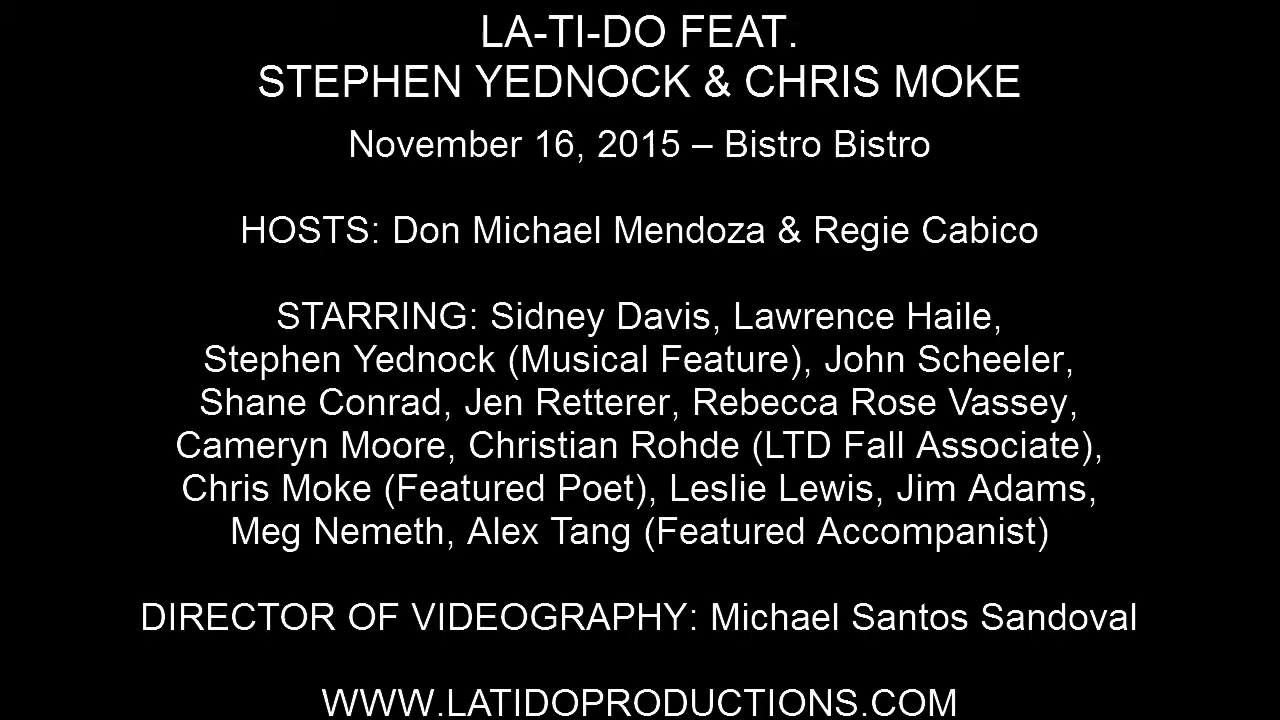 LA-TI-DO FEAT.
STEPHEN YEDNOCK & CHRIS MOKE
November 16, 2015 – Bistro Bistro
HOSTS: Don Michael Mendoza & Regie Cabico
STARRING: Sidney Davis, Lawrence Haile,
Stephen Yednock (Musical Feature), John Scheeler,
Shane Conrad, Jen Retterer, Rebecca Rose Vassey,
Cameryn Moore, Christian Rohde (LTD Fall Associate),
Chris Moke (Featured Poet), Leslie Lewis, Jim Adams,
Meg Nemeth, Alex Tang (Featured Accompanist)
DIRECTOR OF VIDEOGRAPHY: Michael Santos Sandoval
WWW.LATIDOPRODUCTIONS.COM